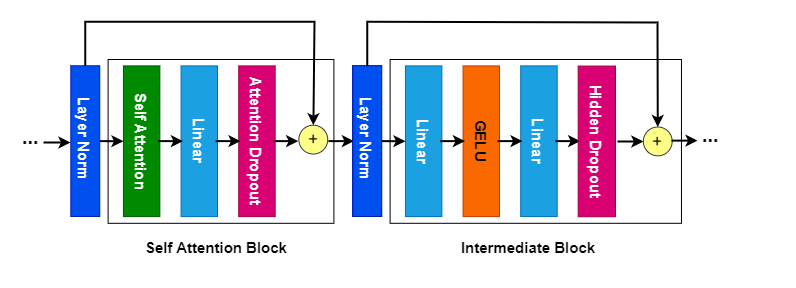 ...
Layer Norm
Self Attention
Linear
Attention Dropout
+
Layer Norm
Linear
GELU
Linear
Hidden Dropout
+
...
Self Attention Block
Intermediate Block